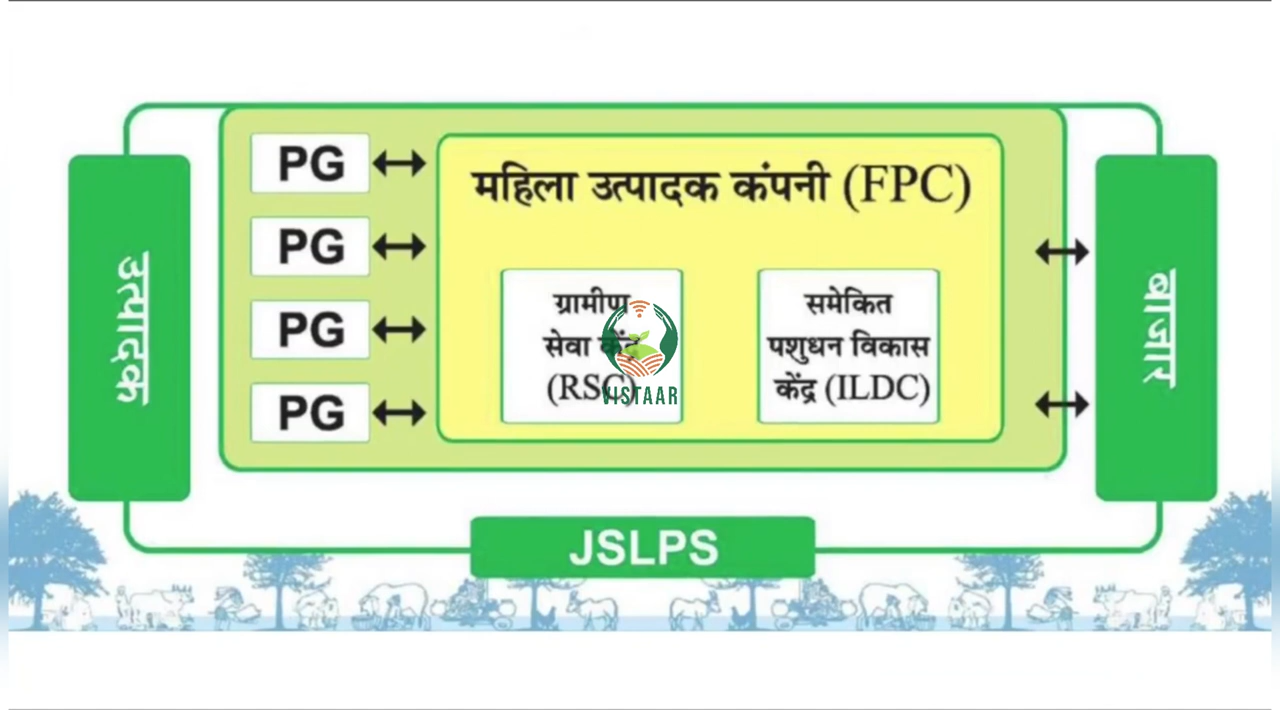 उत्पादक
PG
PG
PG
PG
महिला उत्पादक कंपनी (FPC)
ग्रामीण
सेवा केंद्र
(RSC)
VISTAAR
समेकित
पशुधन विकास
केंद्र (ILDC)
बाजार
JSLPS